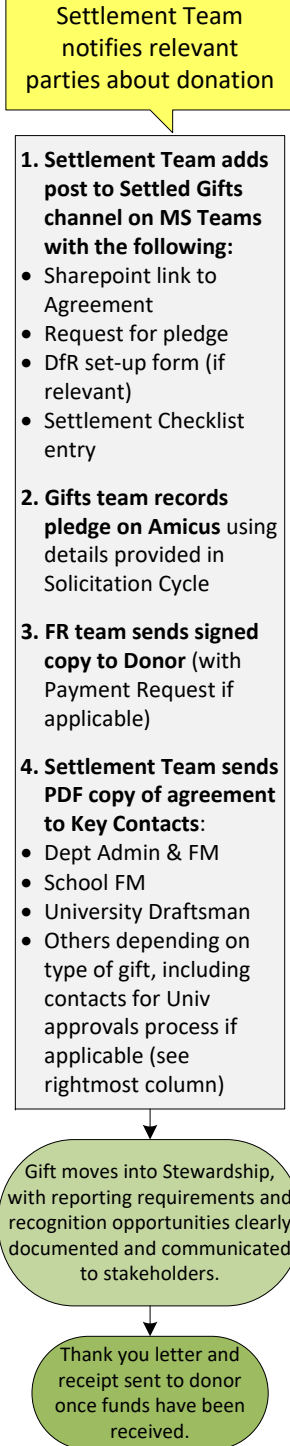 Settlement Team
notifies relevant
parties about donation
1. Settlement Team adds
post to Settled Gifts
channel on MS Teams
with the following:
• Sharepoint link to
Agreement
• Request for pledge
• DfR set-up form (if
relevant)
• Settlement Checklist
entry
2. Gifts team records
pledge on Amicus using
details provided in
Solicitation Cycle
3. FR team sends signed
copy to Donor (with
Payment Request if
applicable)
4. Settlement Team sends
PDF copy of agreement
to Key Contacts:
• Dept Admin & FM
• School FM
• University Draftsman
• Others depending on
type of gift, including
contacts for Univ
approvals process if
applicable (see
rightmost column)
Gift moves into Stewardship,
with reporting requirements and
recognition opportunities clearly
documented and communicated
to stakeholders.
Thank you letter and
receipt sent to donor
once funds have been
received.